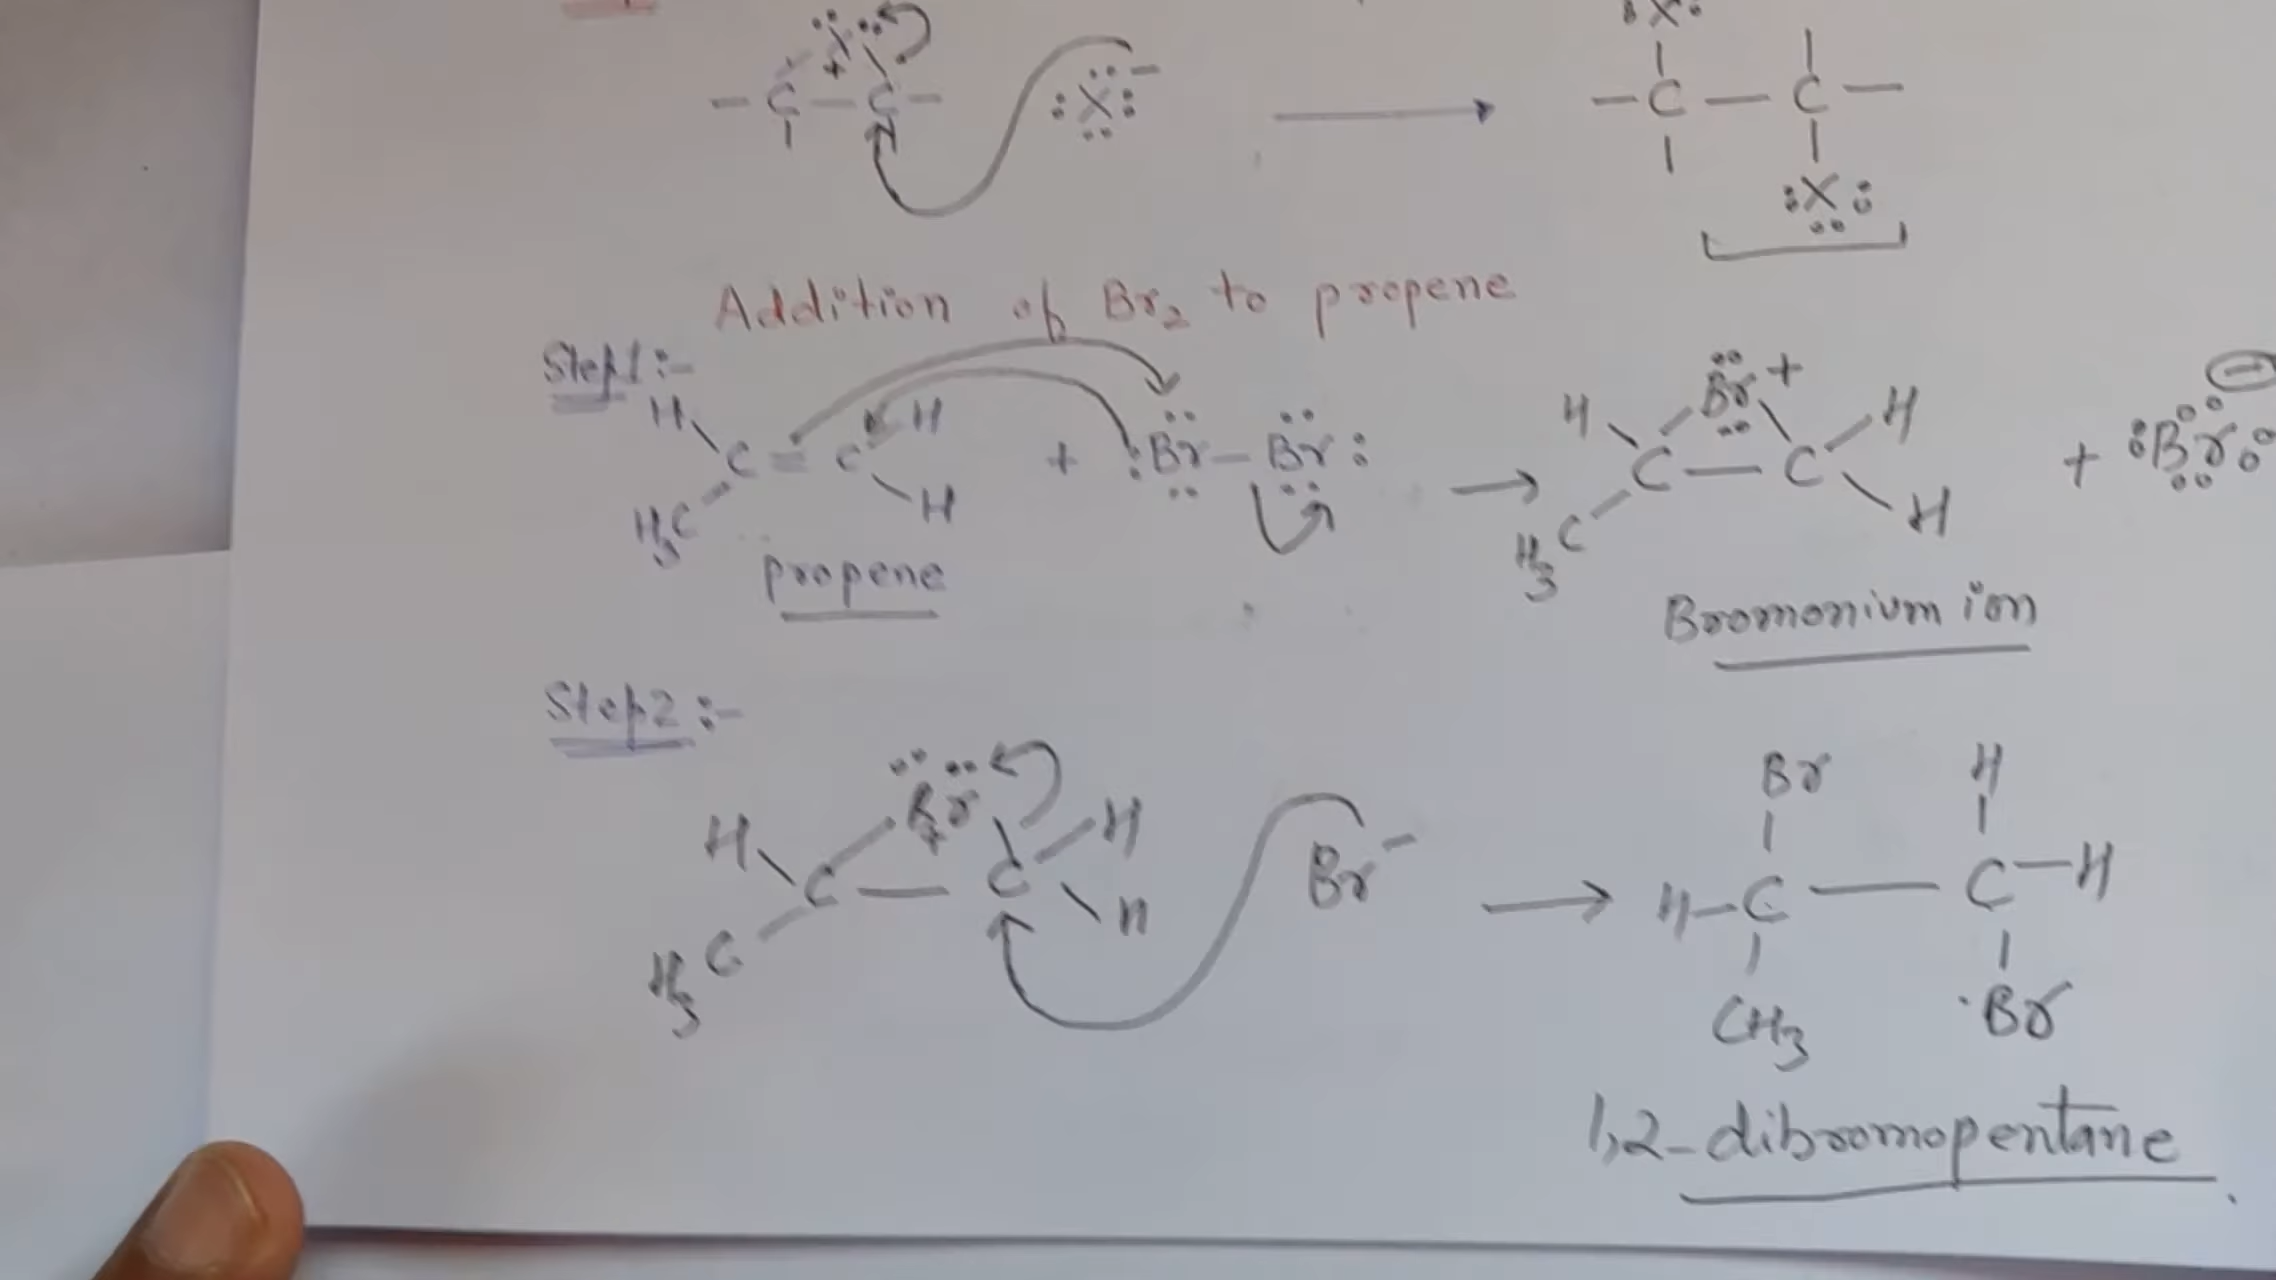 X
+
- C - C -
:X: -
:X:
- C - C -
:X:
Addition of Br2 to propene
Step1:-
H
C = C
H
H3C
H
propene
+
:Br - Br:
→
Br +
H
C - C
H
H3C
H
Bromonium ion
+
:Br: -
Step2:-
Br
+
H
C - C
H
H3C
H
Br-
→
Br
H
H-C - C-H
CH3
Br
1,2-dibromopentane